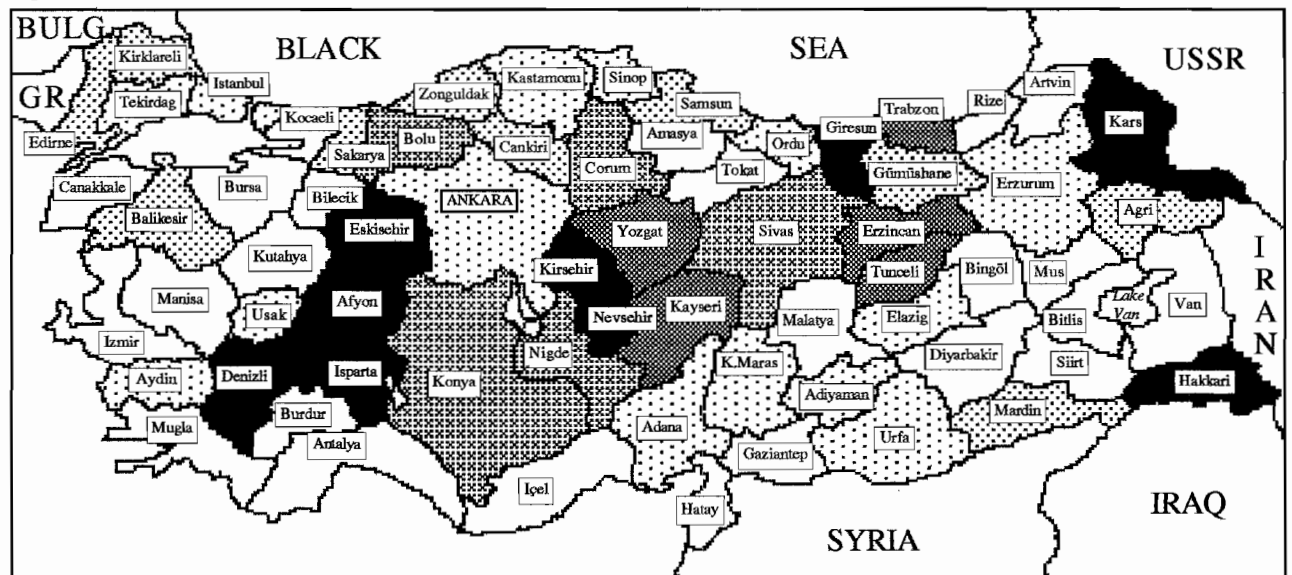 BULG
BLACK
SEA
USSR
GR
Kirklareli
Istanbul
Tekirdag
Edirne
Kocaeli
Zonguldak
Kastamonu
Sinop
Samsun
Artvin
Rize
Trabzon
Kars
Bolu
Sakarya
Cankiri
Corum
Amasya
Ordu
Giresun
Tokat
Gümüshane
Erzurum
Canakkale
Bursa
Bilecik
ANKARA
Balikesir
Eskisehir
Yozgat
Sivas
Erzincan
Agri
Kutahya
Kirsehir
Tunceli
Bingöl
Mus
Manisa
Usak
Afyon
Nevsehir
Kayseri
Malatya
Elazig
Bitlia
Lake
Van
Van
IRAN
Izmir
Nigde
K.Maras
Diyarbakir
Siirt
Aydin
Denizli
Isparta
Konya
Adiyaman
Hakkari
Mugla
Burdur
Antalya
Adana
Urfa
Mardin
Gaziantep
Içel
Hatay
SYRIA
IRAQ